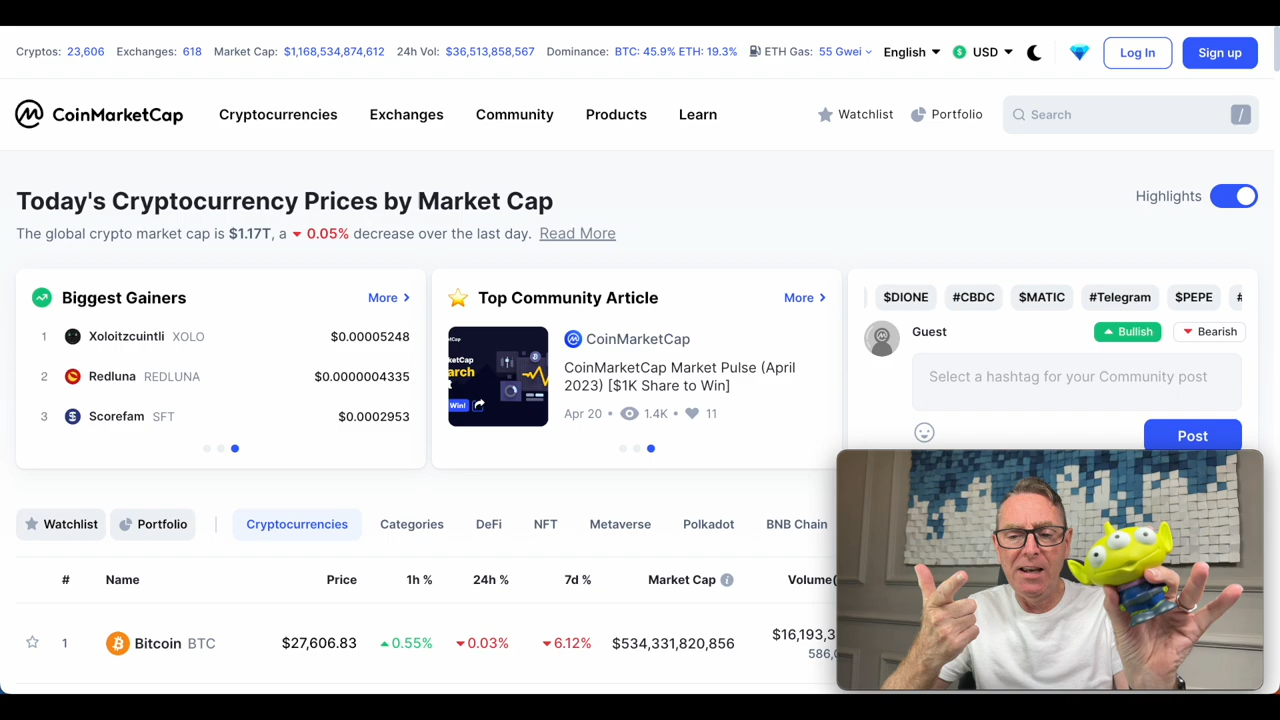 Cryptos: 23,606 Exchanges: 618 Market Cap: $1,168,534,874,612 24h Vol: $36,513,858,567 Dominance: BTC: 45.9% ETH: 19.3% ETH Gas: 55 Gwei English USD Log In Sign up
CoinMarketCap Cryptocurrencies Exchanges Community Products Learn Watchlist Portfolio Search /
Today's Cryptocurrency Prices by Market Cap Highlights
The global crypto market cap is $1.17T, a 0.05% decrease over the last day. Read More
Biggest Gainers More
1 Xoloitzcuintli XOLO $0.00005248
2 Redluna REDLUNA $0.0000004335
3 Scorefam SFT $0.0002953
Top Community Article More
CoinMarketCap
CoinMarketCap Market Pulse (April
2023) [$1K Share to Win]
Apr 20 • 1.4K • 11
$DIONE #CBDC $MATIC #Telegram $PEPE #
Guest Bullish Bearish
Select a hashtag for your Community post
Post
Watchlist Portfolio Cryptocurrencies Categories DeFi NFT Metaverse Polkadot BNB Chain
# Name Price 1h % 24h % 7d % Market Cap Volume(
1 Bitcoin BTC $27,606.83 0.55% 0.03% 6.12% $534,331,820,856 $16,193,3
586,0